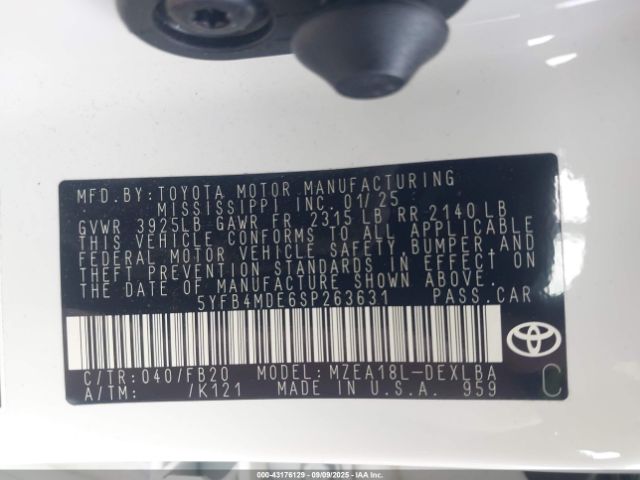 MFD. BY: TOYOTA MOTOR MANUFACTURING
MISSISSIPPI INC. 01/25
GVWR 3925LB GAWR FR 2315 LB RR 2140 LB
THIS VEHICLE CONFORMS TO ALL APPLICABLE
FEDERAL MOTOR VEHICLE SAFETY, BUMPER, AND
THEFT PREVENTION STANDARDS IN EFFECT† ON
THE DATE OF MANUFACTURE SHOWN ABOVE.
5YFB4MDE6SP263631 PASS. CAR
C/TR: 040/FB20 MODEL: MZEA18L-DEXLBA
A/TM: /K121 MADE IN U.S.A. 959 C
000-43176129 - 09/09/2025 - IAA Inc.